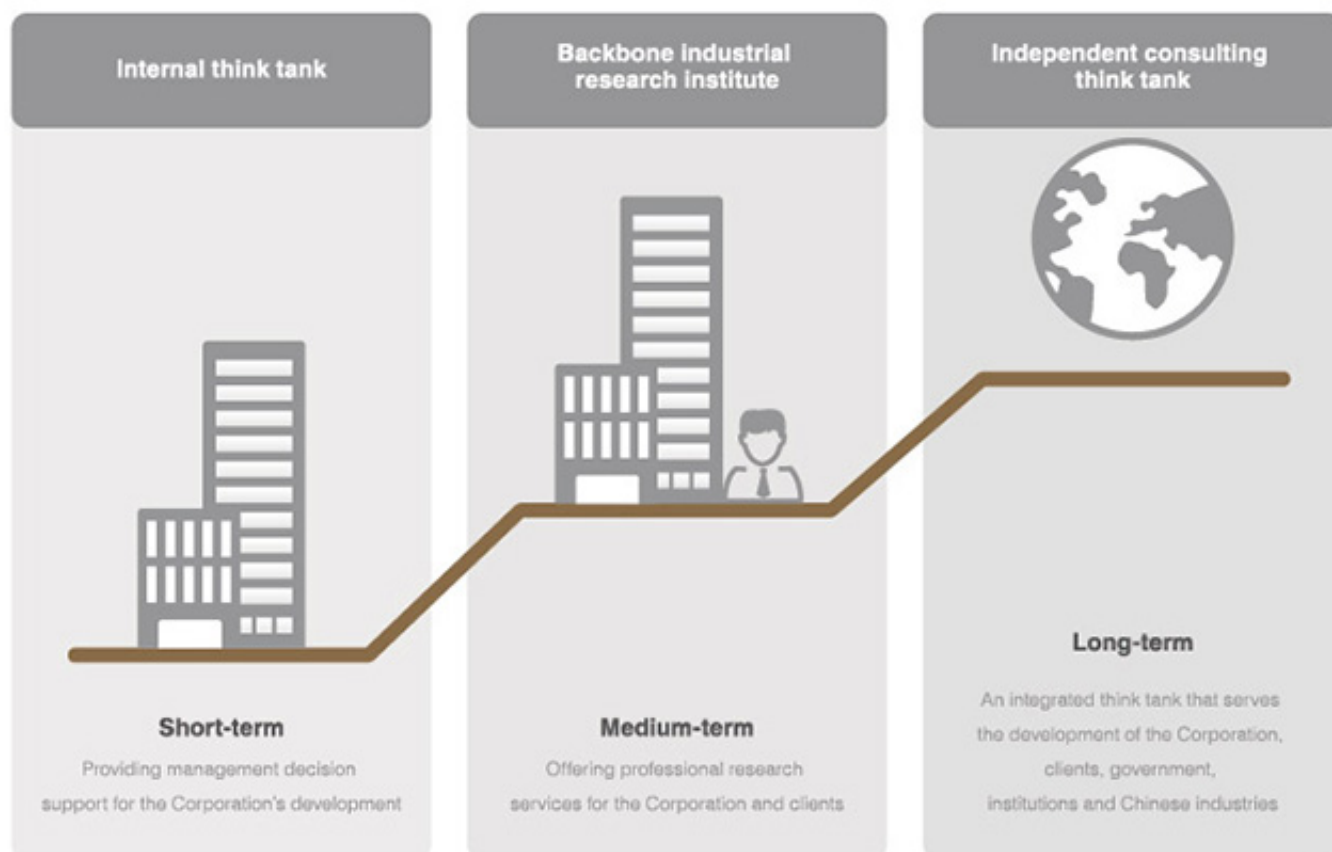 Internal think tank
Backbone industrial
research institute
Independent consulting
think tank
Short-term
Providing management decision
support for the Corporation's development
Medium-term
Offering professional research
services for the Corporation and clients
Long-term
An integrated think tank that serves
the development of the Corporation,
clients, government,
institutions and Chinese industries